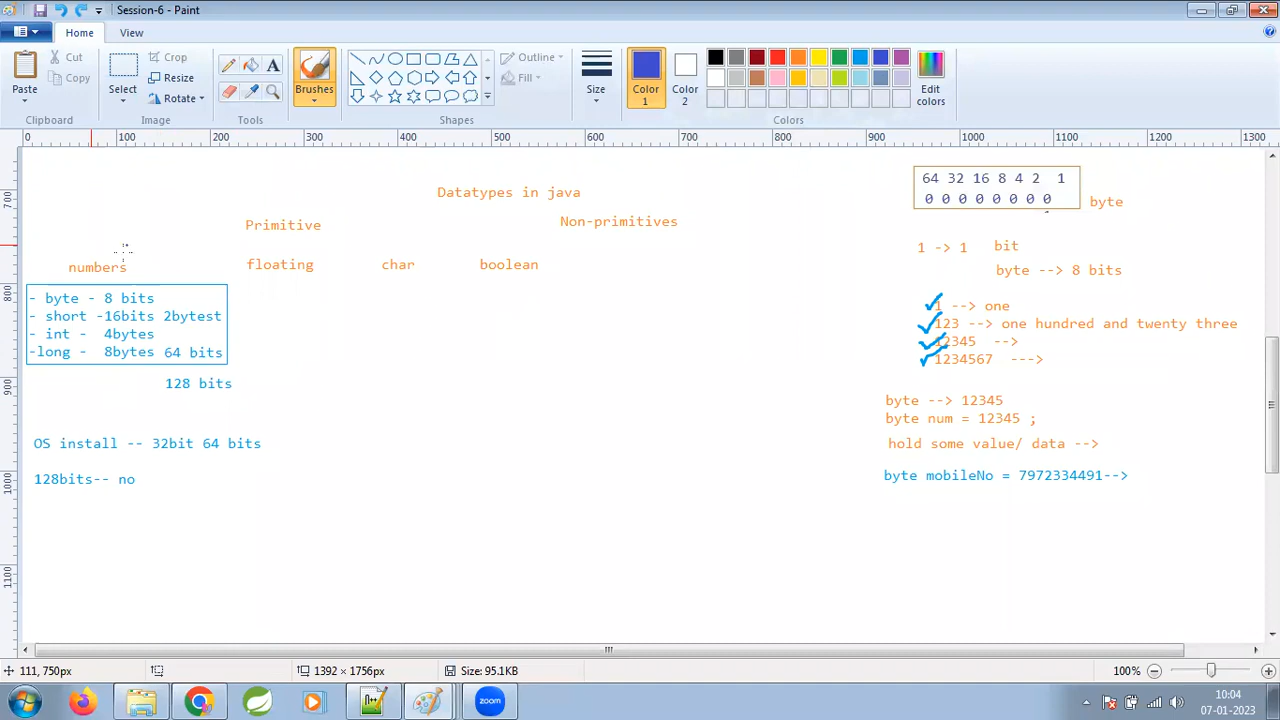 Session-6 - Paint
Home
View
Paste
Cut
Copy
Clipboard
Select
Crop
Resize
Rotate
Image
Tools
Brushes
Outline
Fill
Shapes
Size
Color 1
Color 2
Edit colors
Colors
0 100 200 300 400 500 600 700 800 900 1000 1100 1200 1300
700
800
900
1000
1100
Datatypes in java
Primitive
Non-primitives
numbers
floating
char
boolean
- byte - 8 bits
- short -16bits 2bytest
- int - 4bytes
-long - 8bytes 64 bits
128 bits
OS install -- 32bit 64 bits
128bits-- no
64 32 16 8 4 2 1
0 0 0 0 0 0 0 0
byte
1 -> 1
bit
byte --> 8 bits
1 --> one
123 --> one hundred and twenty three
12345 -->
1234567 --->
byte --> 12345
byte num = 12345 ;
hold some value/ data -->
byte mobileNo = 7972334491-->
111, 750px
1392 × 1756px
Size: 95.1KB
100%
zoom
10:04
07-01-2023